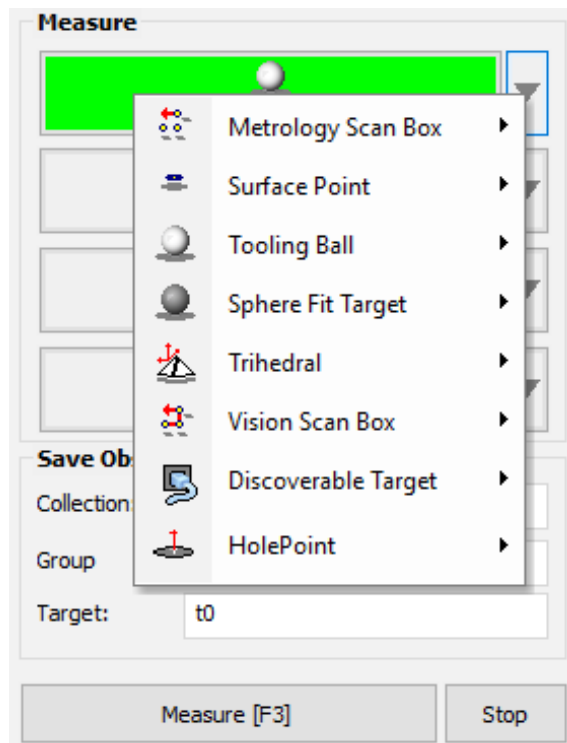 Measure
Metrology Scan Box
Surface Point
Tooling Ball
Sphere Fit Target
Trihedral
Vision Scan Box
Discoverable Target
HolePoint
Save Ob
Collection:
Group
Target: t0
Measure [F3] Stop